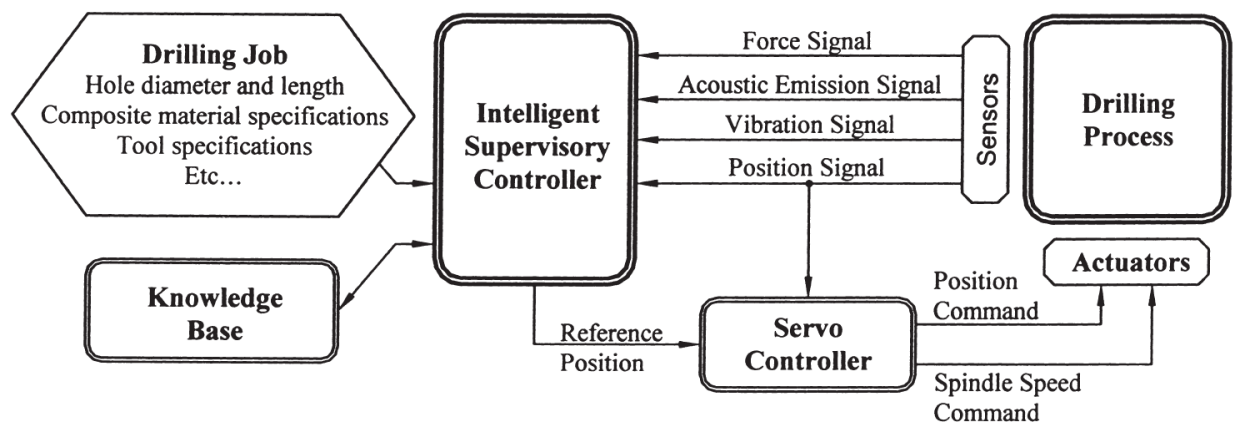 Drilling Job
Hole diameter and length
Composite material specifications
Tool specifications
Etc...
Knowledge
Base
Intelligent
Supervisory
Controller
Force Signal
Acoustic Emission Signal
Vibration Signal
Position Signal
Sensors
Drilling
Process
Actuators
Reference
Position
Servo
Controller
Position
Command
Spindle Speed
Command